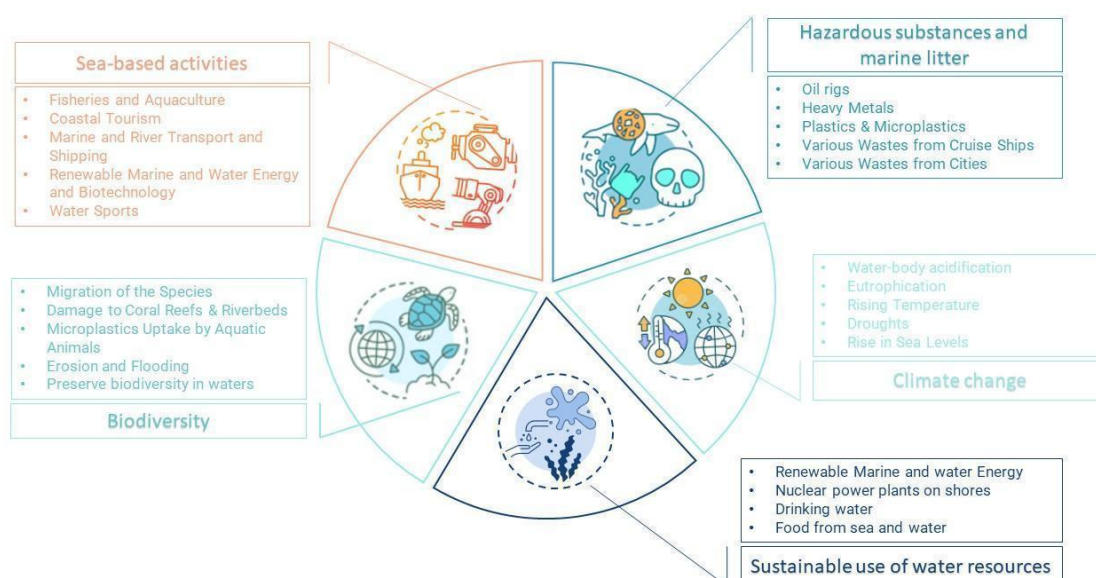 Sea-based activities
• Fisheries and Aquaculture
• Coastal Tourism
• Marine and River Transport and
Shipping
• Renewable Marine and Water Energy
and Biotechnology
• Water Sports
Hazardous substances and
marine litter
• Oil rigs
• Heavy Metals
• Plastics & Microplastics
• Various Wastes from Cruise Ships
• Various Wastes from Cities
• Migration of the Species
• Damage to Coral Reefs & Riverbeds
• Microplastics Uptake by Aquatic
Animals
• Erosion and Flooding
• Preserve biodiversity in waters
Biodiversity
• Water-body acidification
• Eutrophication
• Rising Temperature
• Droughts
• Rise in Sea Levels
Climate change
• Renewable Marine and water Energy
• Nuclear power plants on shores
• Drinking water
• Food from sea and water
Sustainable use of water resources